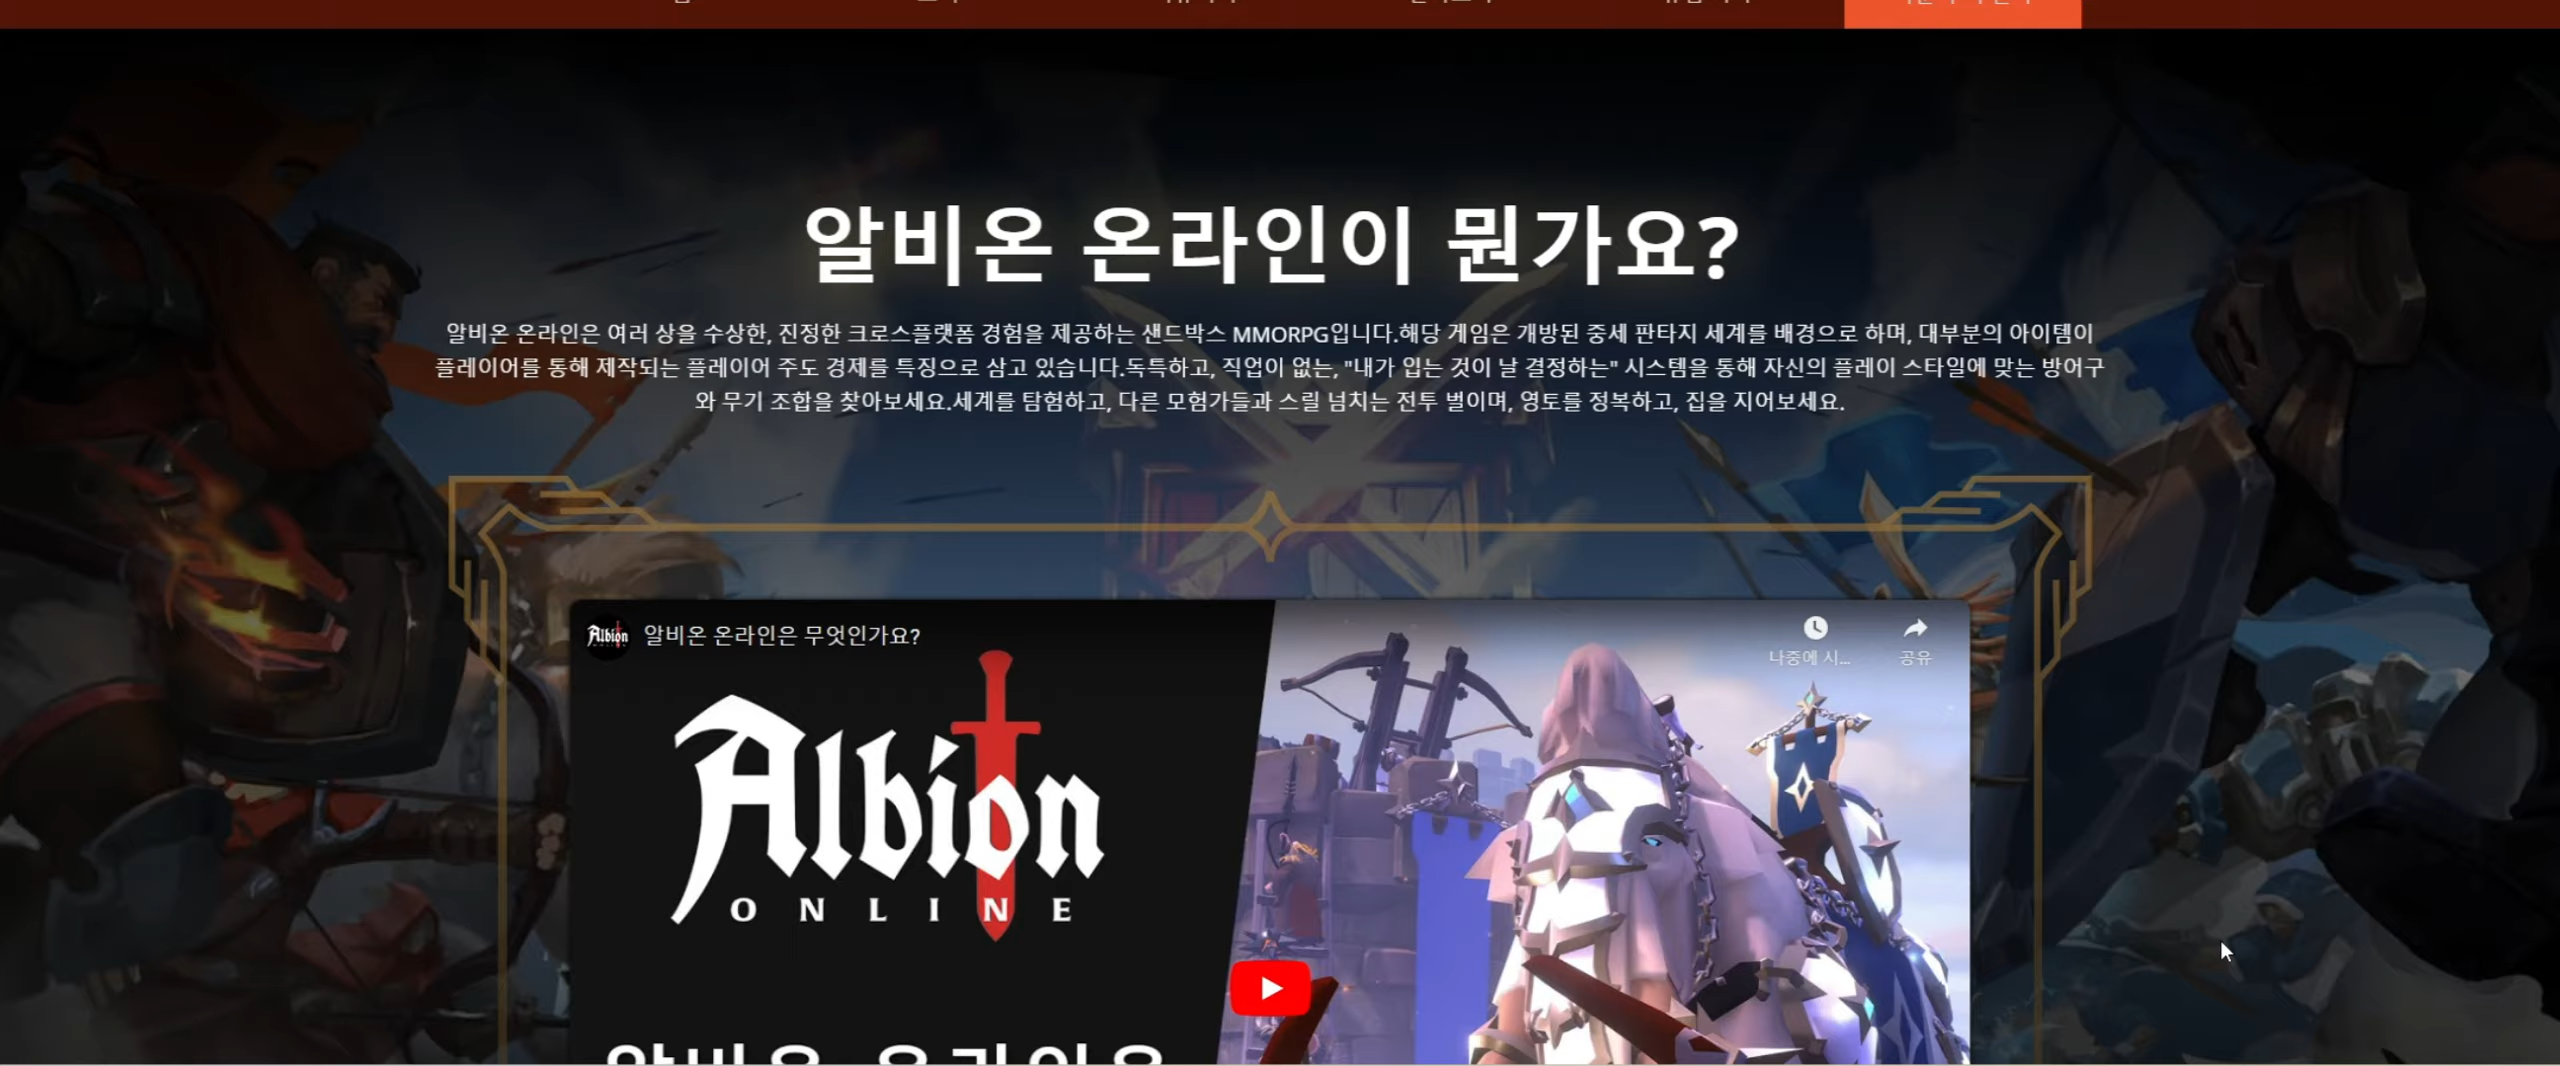 알비온 온라인이 뭔가요?
알비온 온라인은 여러 상을 수상한, 진정한 크로스플랫폼 경험을 제공하는 샌드박스 MMORPG입니다.해당 게임은 개방된 중세 판타지 세계를 배경으로 하며, 대부분의 아이템이
플레이어를 통해 제작되는 플레이어 주도 경제를 특징으로 삼고 있습니다.독특하고, 직업이 없는, "내가 입는 것이 날 결정하는" 시스템을 통해 자신의 플레이 스타일에 맞는 방어구
와 무기 조합을 찾아보세요.세계를 탐험하고, 다른 모험가들과 스릴 넘치는 전투 벌이며, 영토를 정복하고, 집을 지어보세요.
Albion 알비온 온라인은 무엇인가요?
나중에 시... 공유
Albion
ONLINE